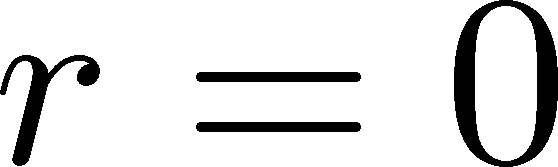 r = 0